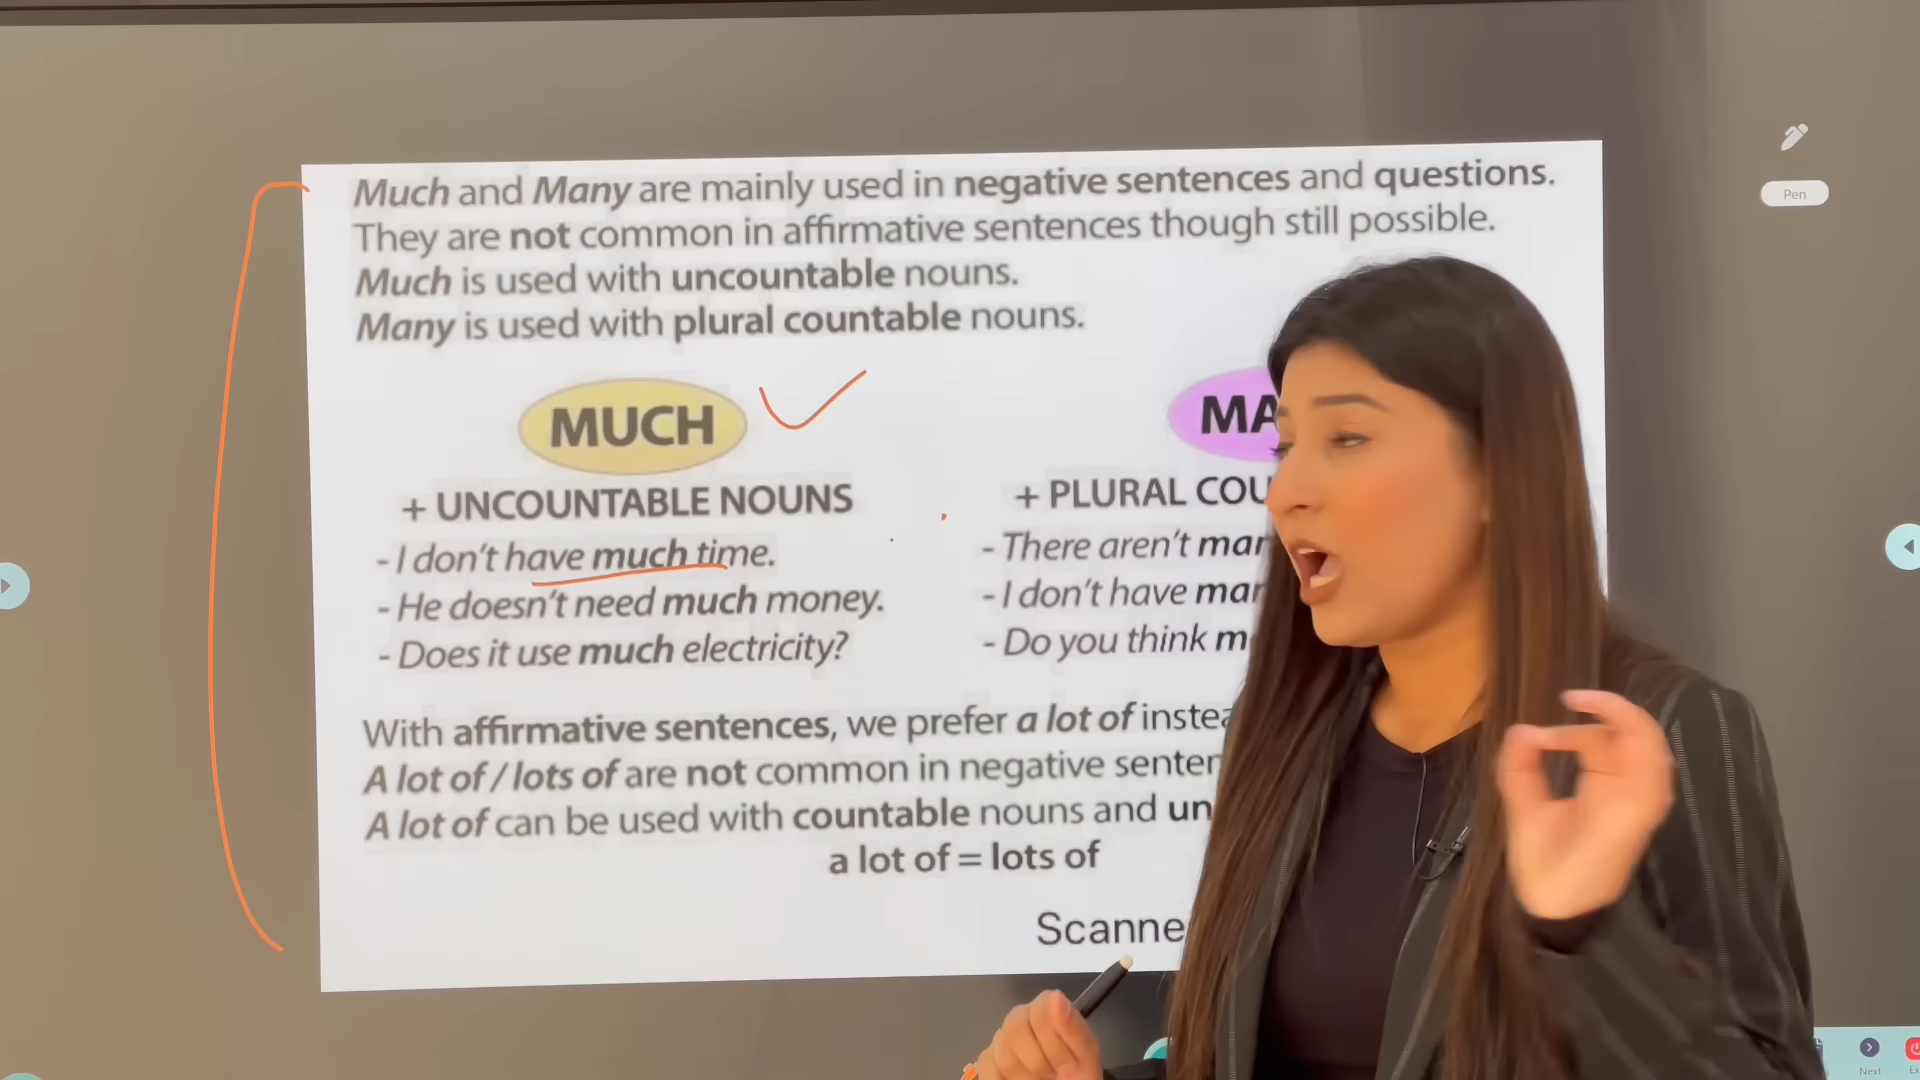 Pen
Much and Many are mainly used in negative sentences and questions.
They are not common in affirmative sentences though still possible.
Much is used with uncountable nouns.
Many is used with plural countable nouns.
MUCH
+ UNCOUNTABLE NOUNS
- I don't have much time.
- He doesn't need much money.
- Does it use much electricity?
MA
+ PLURAL COU
- There aren't mar
- I don't have mar
- Do you think m
With affirmative sentences, we prefer a lot of instea
A lot of / lots of are not common in negative senten
A lot of can be used with countable nouns and un
a lot of = lots of
Scanne
Next
Ex